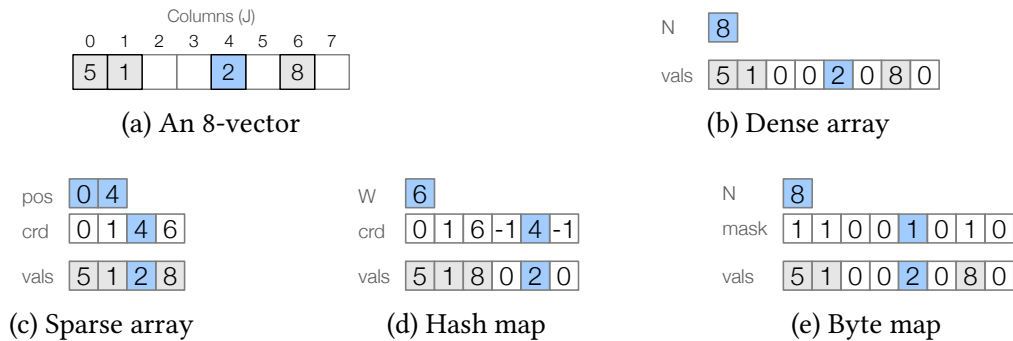 Columns (J)
0 1 2 3 4 5 6 7
5 1 2 8
(a) An 8-vector
N 8
vals 5 1 0 0 2 0 8 0
(b) Dense array
pos 0 4
crd 0 1 4 6
vals 5 1 2 8
(c) Sparse array
W 6
crd 0 1 6 -1 4 -1
vals 5 1 8 0 2 0
(d) Hash map
N 8
mask 1 1 0 0 1 0 1 0
vals 5 1 0 0 2 0 8 0
(e) Byte map